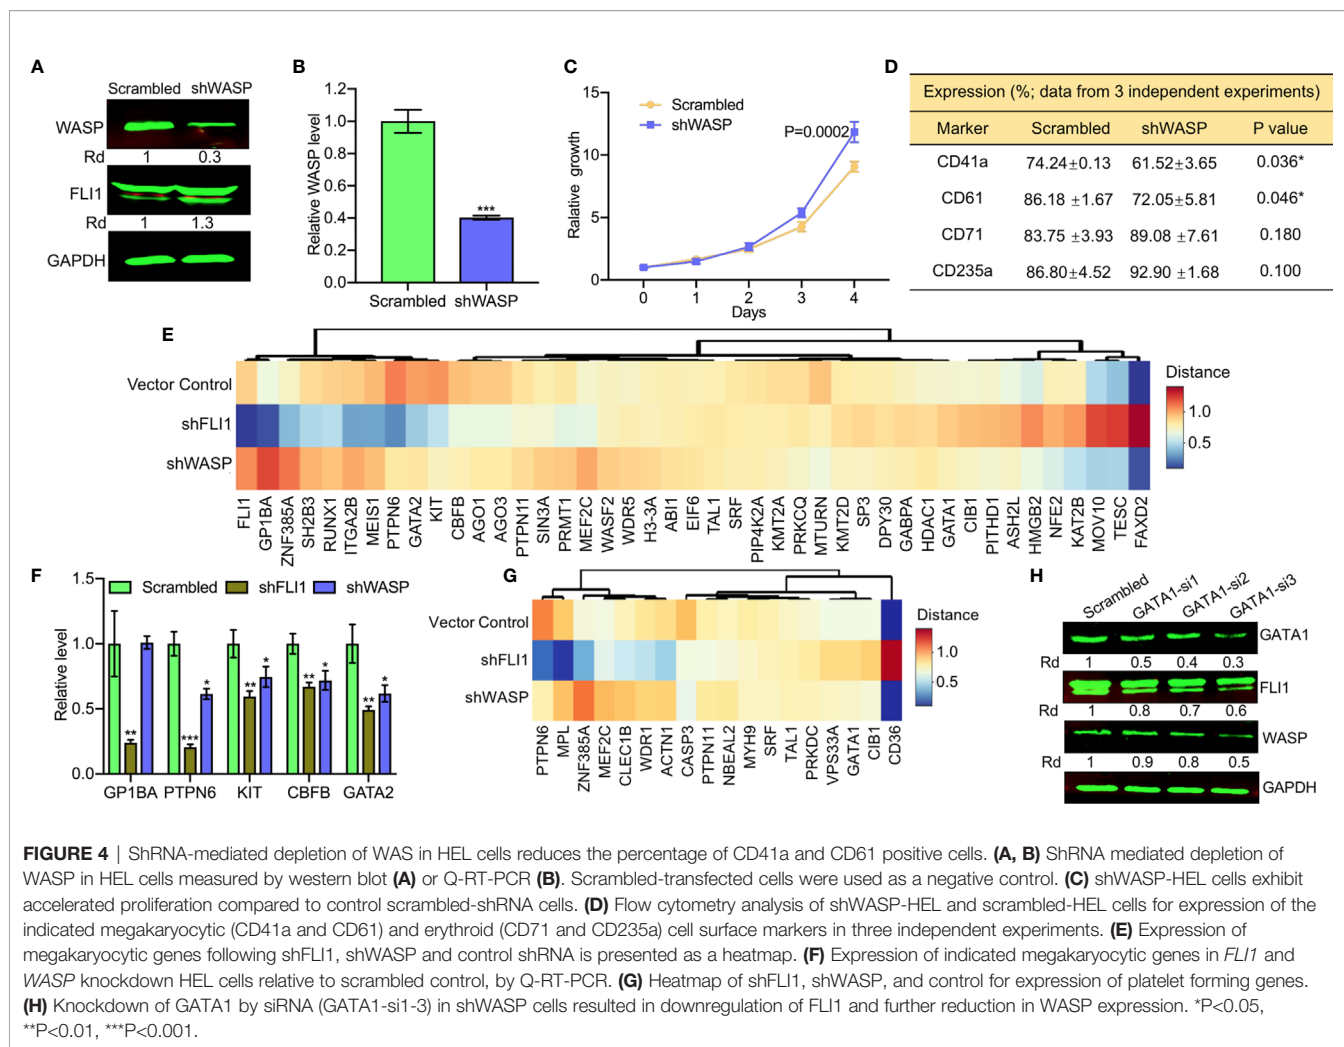 A
Scrambled shWASP
WASP
Rd 1 0.3
FLI1
Rd 1 1.3
GAPDH
B
Relative WASP level
1.2
1.0
0.8
0.6
0.4
0.2
0.0
***
Scrambled shWASP
C
Scrambled
shWASP
P=0.0002
Ralative growth
15
10
5
0
0 1 2 3 4
Days
D
Expression (%; data from 3 independent experiments)
Marker Scrambled shWASP P value
CD41a 74.24±0.13 61.52±3.65 0.036*
CD61 86.18 ±1.67 72.05±5.81 0.046*
CD71 83.75 ±3.93 89.08 ±7.61 0.180
CD235a 86.80±4.52 92.90 ±1.68 0.100
E
Vector Control
shFLI1
shWASP
Distance
1.0
0.5
FLI1 GP1BA ZNF385A SH2B3 RUNX1 ITGA2B MEIS1 PTPN6 GATA2 KIT CBFB AGO1 AGO3 PTPN11 SIN3A PRMT1 MEF2C WASF2 WDR5 H3-3A ABI1 EIF6 TAL1 SRF PIP4K2A KMT2A PRKCQ MTURN KMT2D SP3 DPY30 GABPA HDAC1 GATA1 CIB1 PITHD1 ASH2L HMGB2 NFE2 KAT2B MOV10 TESC FAXD2
F
Scrambled shFLI1 shWASP
Relative level
1.5
1.0
0.5
0.0
** *** * ** * ** * ** *
GP1BA PTPN6 KIT CBFB GATA2
G
Vector Control
shFLI1
shWASP
Distance
1.0
0.5
PTPN6 MPL ZNF385A MEF2C CLEC1B WDR1 ACTN1 CASP3 PTPN11 NBEAL2 MYH9 SRF TAL1 PRKDC VPS33A GATA1 CIB1 CD36
H
Scrambled GATA1-si1 GATA1-si2 GATA1-si3
GATA1
Rd 1 0.5 0.4 0.3
FLI1
Rd 1 0.8 0.7 0.6
WASP
Rd 1 0.9 0.8 0.5
GAPDH
FIGURE 4 | ShRNA-mediated depletion of WAS in HEL cells reduces the percentage of CD41a and CD61 positive cells. (A, B) ShRNA mediated depletion of
WASP in HEL cells measured by western blot (A) or Q-RT-PCR (B). Scrambled-transfected cells were used as a negative control. (C) shWASP-HEL cells exhibit
accelerated proliferation compared to control scrambled-shRNA cells. (D) Flow cytometry analysis of shWASP-HEL and scrambled-HEL cells for expression of the
indicated megakaryocytic (CD41a and CD61) and erythroid (CD71 and CD235a) cell surface markers in three independent experiments. (E) Expression of
megakaryocytic genes following shFLI1, shWASP and control shRNA is presented as a heatmap. (F) Expression of indicated megakaryocytic genes in FLI1 and
WASP knockdown HEL cells relative to scrambled control, by Q-RT-PCR. (G) Heatmap of shFLI1, shWASP, and control for expression of platelet forming genes.
(H) Knockdown of GATA1 by siRNA (GATA1-si1-3) in shWASP cells resulted in downregulation of FLI1 and further reduction in WASP expression. *P<0.05,
**P<0.01, ***P<0.001.